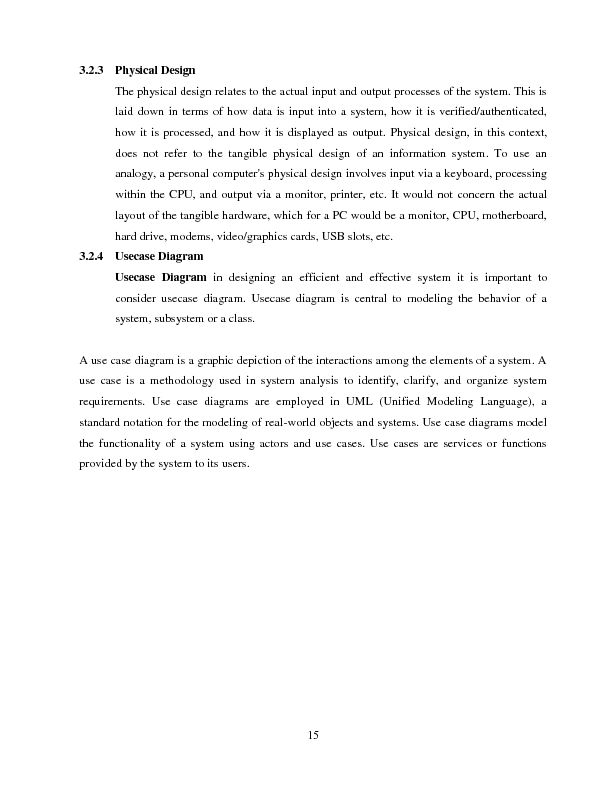 3.2.3 Physical Design
The physical design relates to the actual input and output processes of the system. This is
laid down in terms of how data is input into a system, how it is verified/authenticated,
how it is processed, and how it is displayed as output. Physical design, in this context,
does not refer to the tangible physical design of an information system. To use an
analogy, a personal computer's physical design involves input via a keyboard, processing
within the CPU, and output via a monitor, printer, etc. It would not concern the actual
layout of the tangible hardware, which for a PC would be a monitor, CPU, motherboard,
hard drive, modems, video/graphics cards, USB slots, etc.
3.2.4 Usecase Diagram
Usecase Diagram in designing an efficient and effective system it is important to
consider usecase diagram. Usecase diagram is central to modeling the behavior of a
system, subsystem or a class.
A use case diagram is a graphic depiction of the interactions among the elements of a system. A
use case is a methodology used in system analysis to identify, clarify, and organize system
requirements. Use case diagrams are employed in UML (Unified Modeling Language), a
standard notation for the modeling of real-world objects and systems. Use case diagrams model
the functionality of a system using actors and use cases. Use cases are services or functions
provided by the system to its users.
15